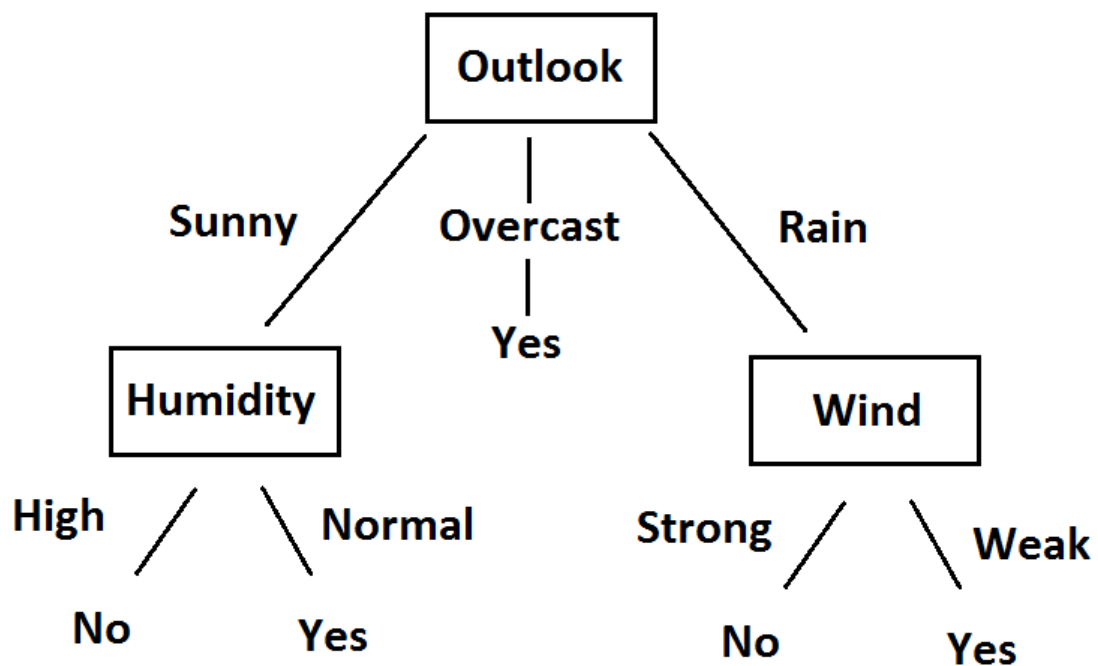 Outlook
Sunny
Overcast
Rain
Yes
Humidity
Wind
High
Normal
Strong
Weak
No
Yes
No
Yes